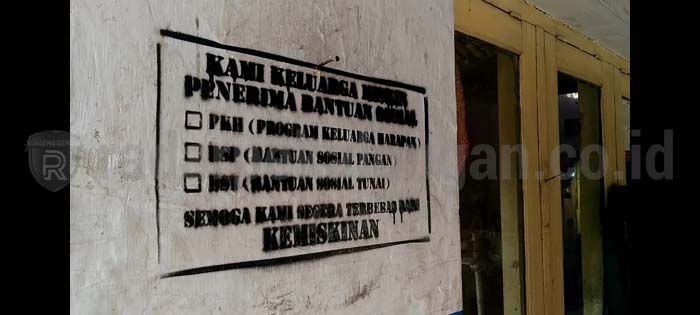 KAMI KELUARGA MISKIN
PENERIMA BANTUAN SOSIAL
PKH (PROGRAM KELUARGA HARAPAN)
BSP (BANTUAN SOSIAL PANGAN)
BST (BANTUAN SOSIAL TUNAI)
SEMOGA KAMI SEGERA TERBEBAS DARI
KEMISKINAN